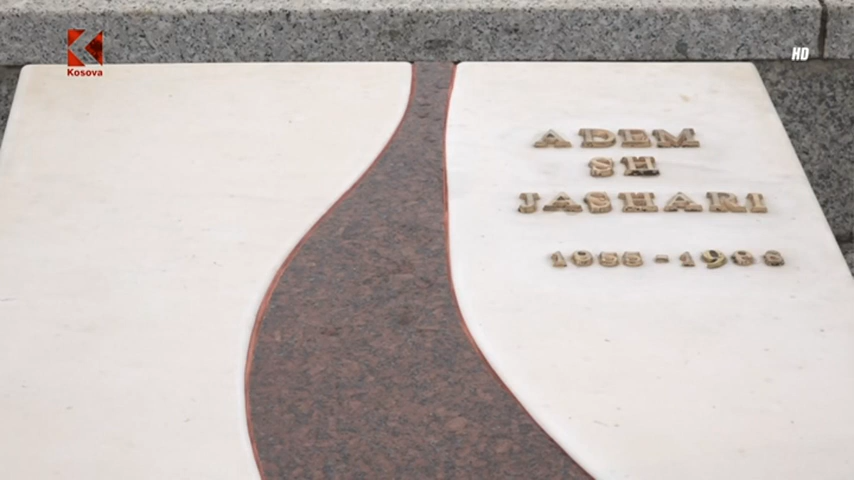 Kosova
HD
ADEM
SH
JASHARI
1955 - 1998